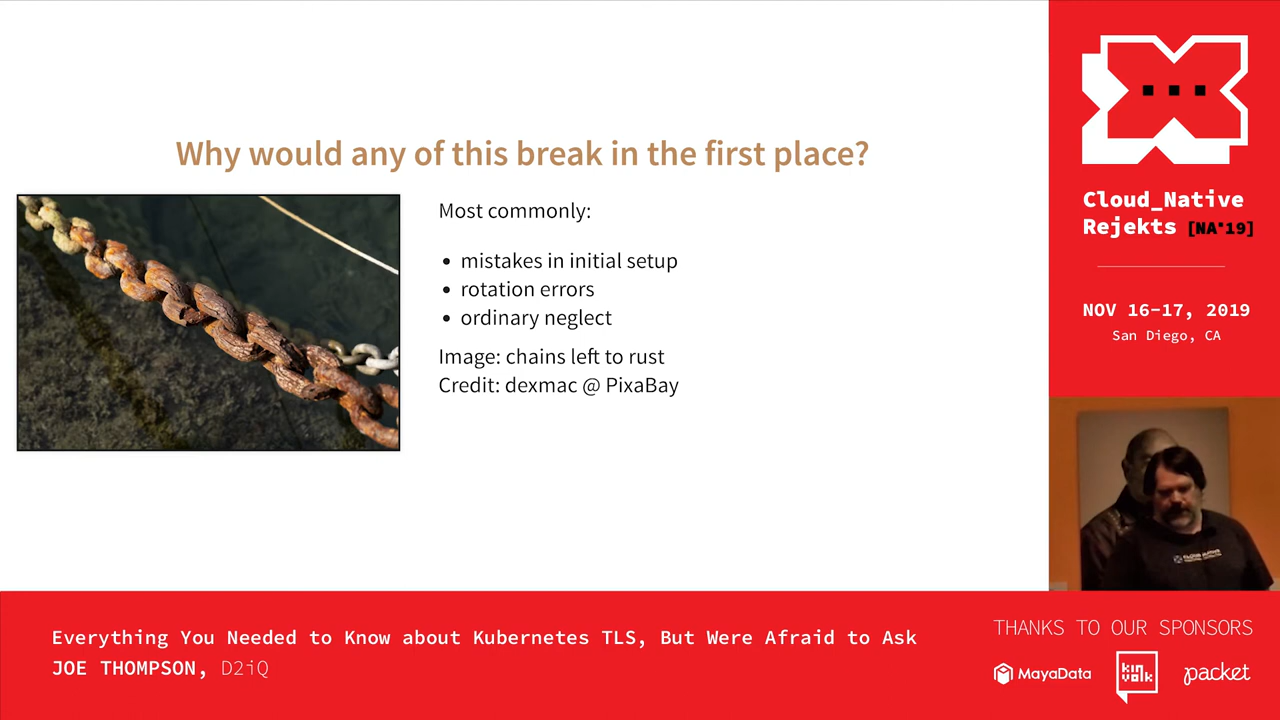 Why would any of this break in the first place?
Most commonly:
• mistakes in initial setup
• rotation errors
• ordinary neglect
Image: chains left to rust
Credit: dexmac @ PixaBay
Cloud_Native
Rejekts [NA'19]
NOV 16-17, 2019
San Diego, CA
Everything You Needed to Know about Kubernetes TLS, But Were Afraid to Ask
JOE THOMPSON, D2iQ
THANKS TO OUR SPONSORS
MayaData
kinvolk
packet